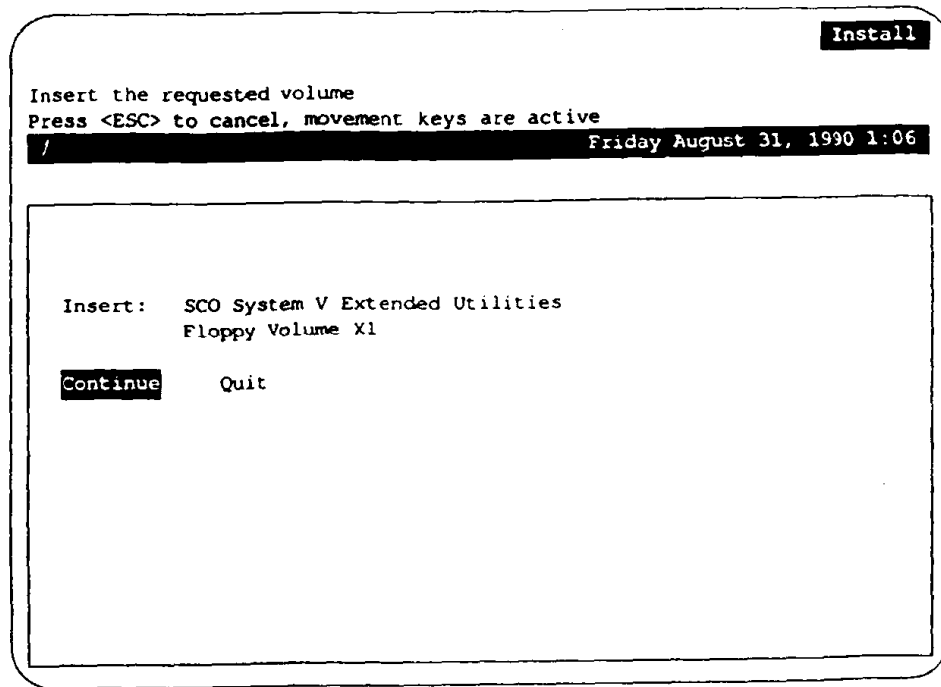 Install
Insert the requested volume
Press <ESC> to cancel, movement keys are active
/ Friday August 31, 1990 1:06
Insert: SCO System V Extended Utilities
Floppy Volume X1
Continue Quit